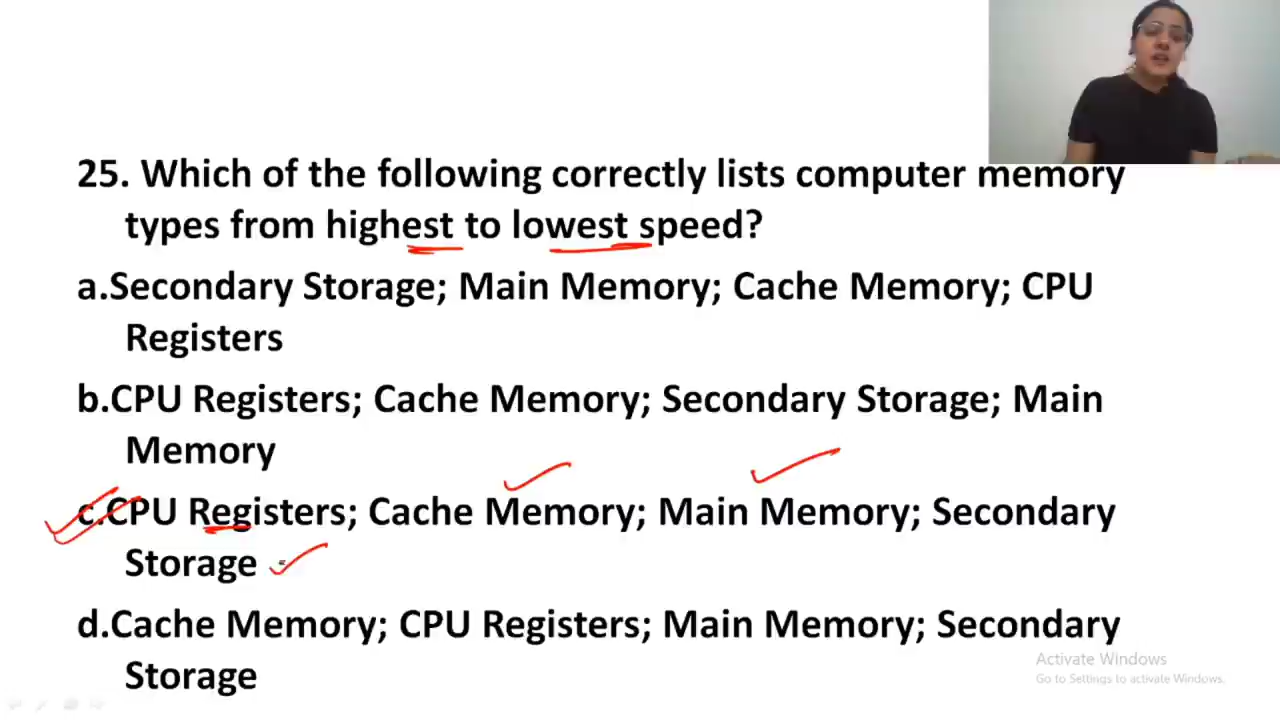 25. Which of the following correctly lists computer memory
types from highest to lowest speed?
a.Secondary Storage; Main Memory; Cache Memory; CPU
Registers
b.CPU Registers; Cache Memory; Secondary Storage; Main
Memory
c.CPU Registers; Cache Memory; Main Memory; Secondary
Storage
d.Cache Memory; CPU Registers; Main Memory; Secondary
Storage
Activate Windows
Go to Settings to activate Windows.